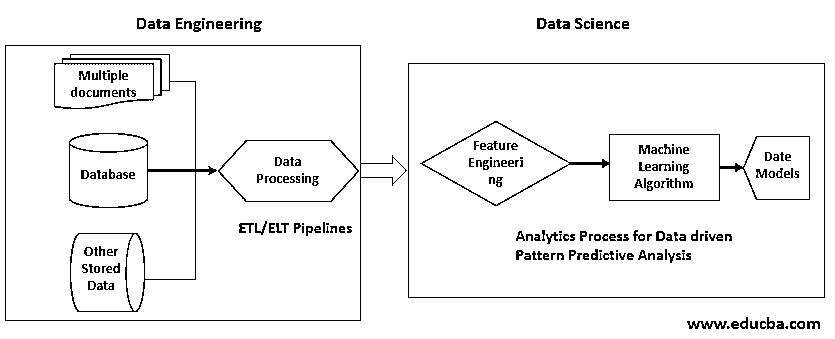 Data Engineering
Data Science
Multiple
documents
Database
Other
Stored
Data
Data
Processing
ETL/ELT Pipelines
Feature
Engineeri
ng
Machine
Learning
Algorithm
Date
Models
Analytics Process for Data driven
Pattern Predictive Analysis
www.educba.com